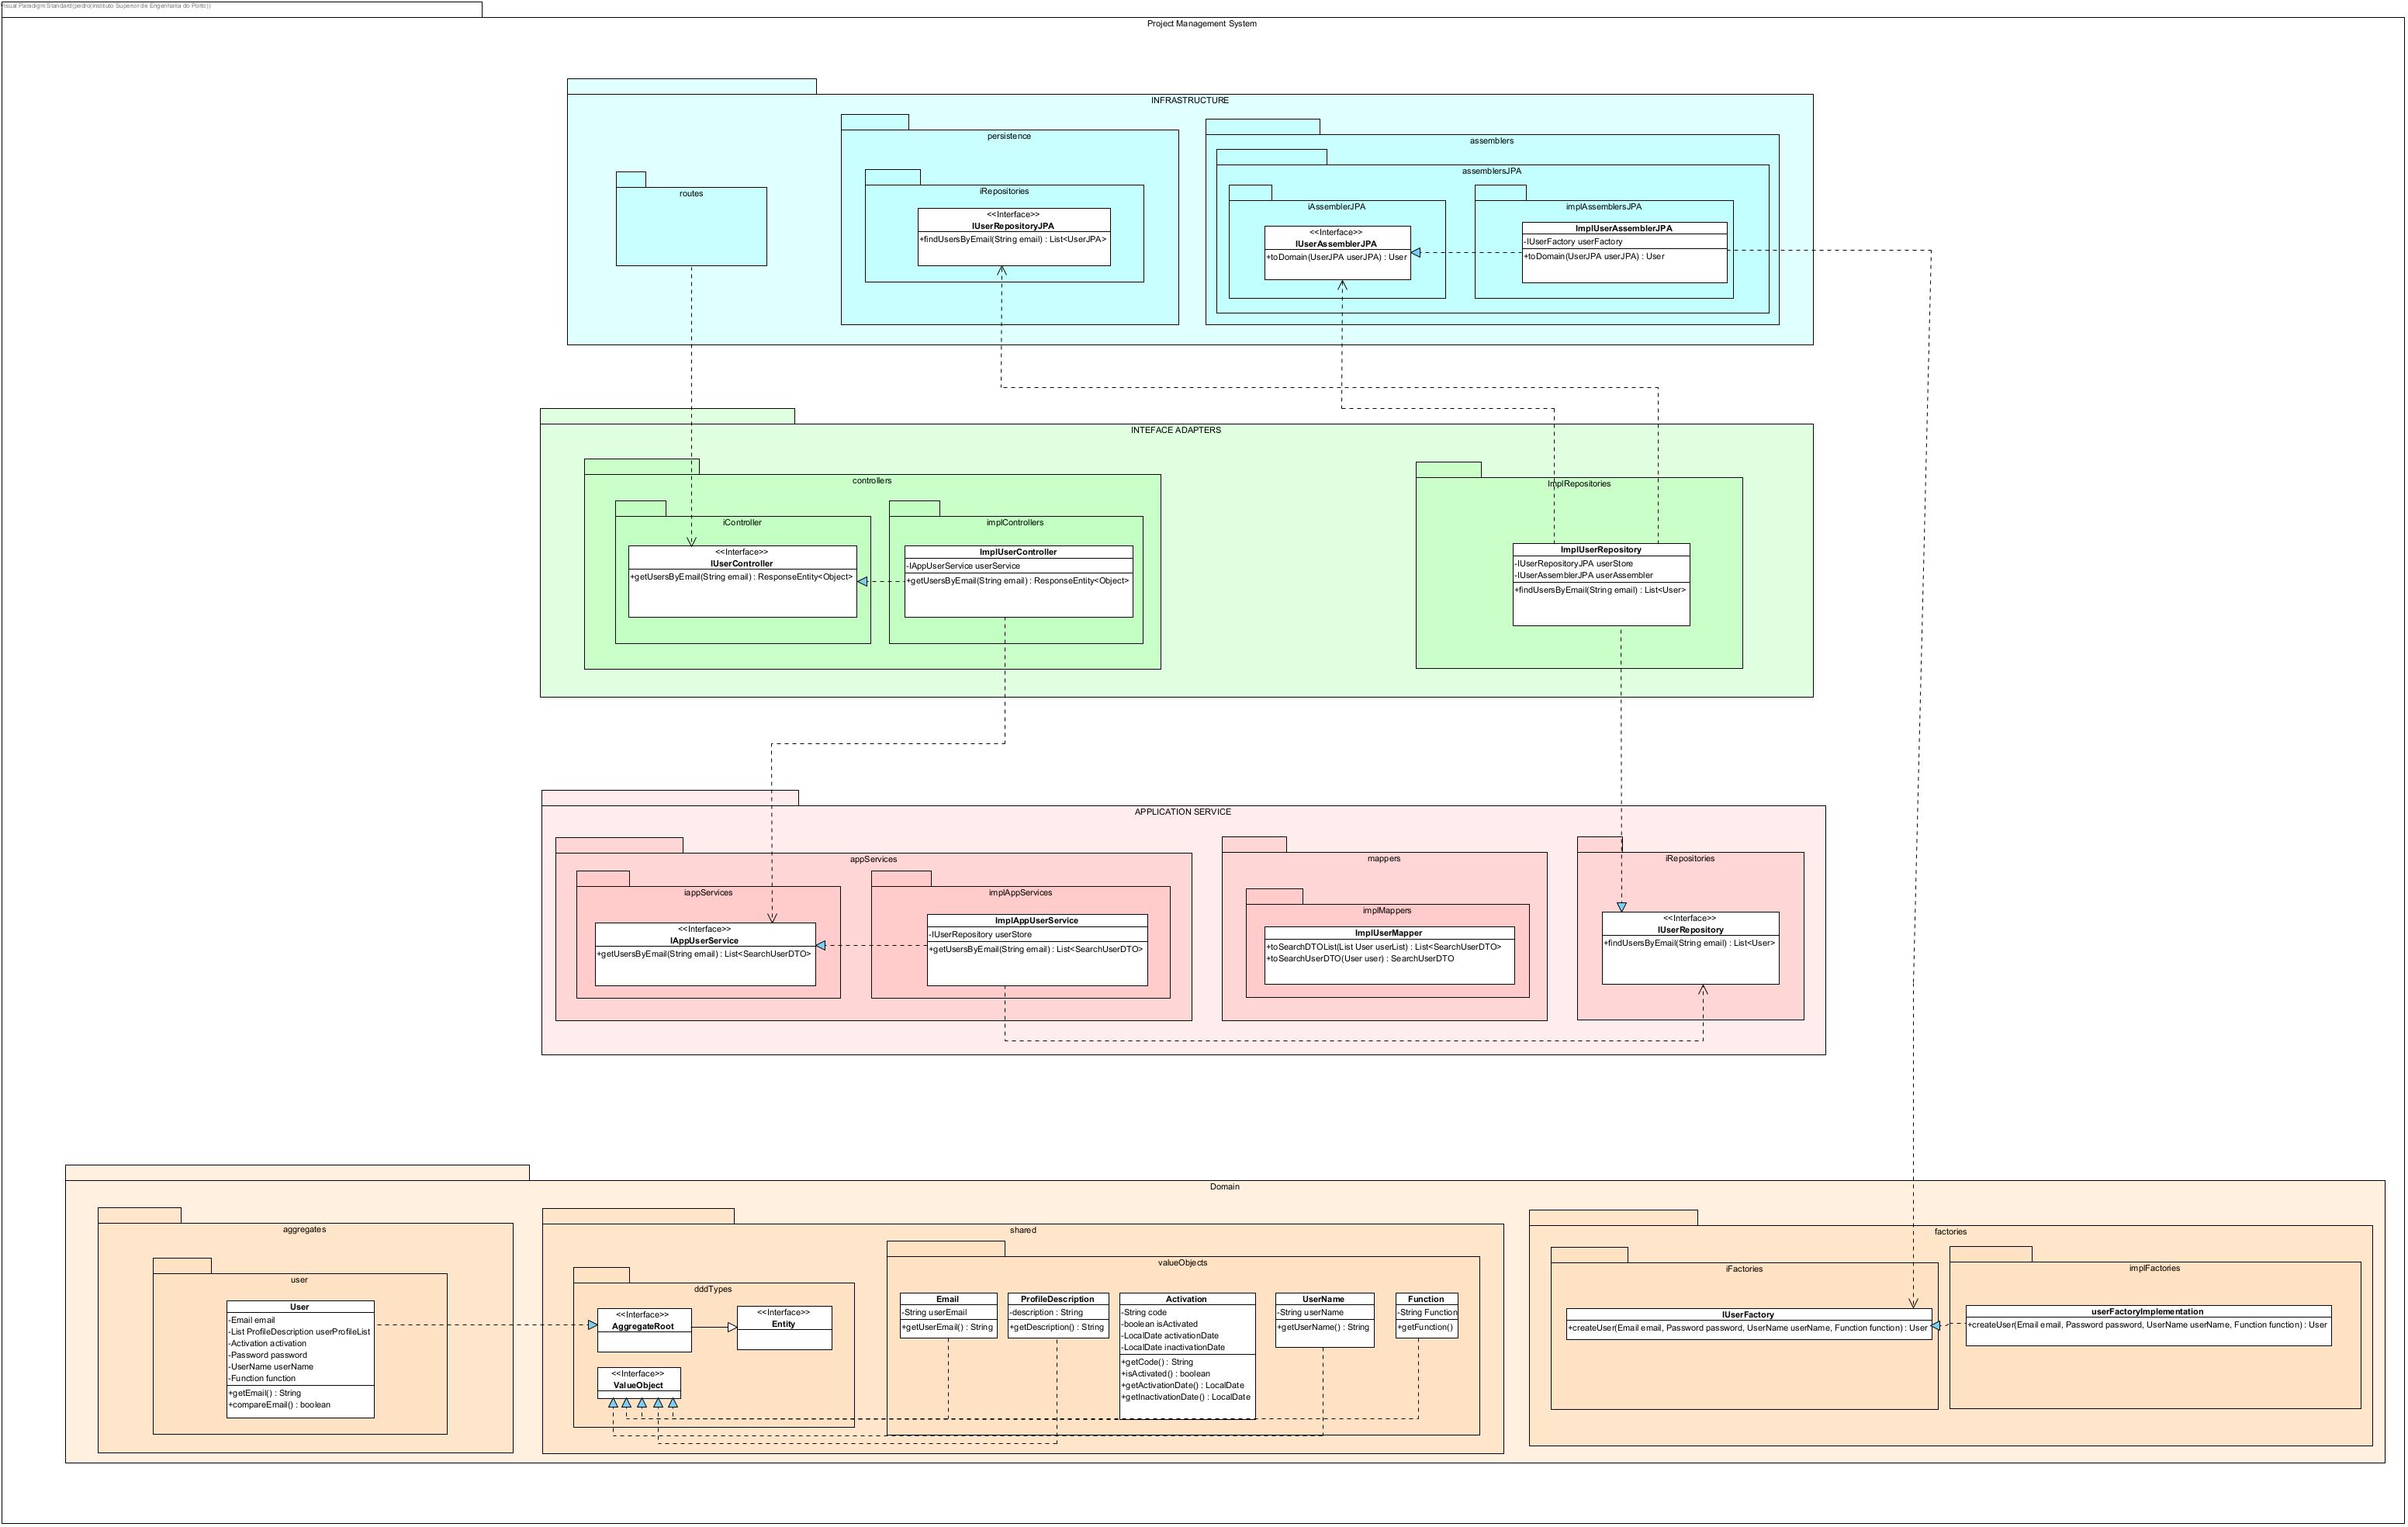 Visual Paradigm Standard(pedro(Instituto Superior de Engenharia do Porto))
Project Management System
INFRASTRUCTURE
routes
persistence
iRepositories
<<Interface>>
IUserRepositoryJPA
+findUsersByEmail(String email) : List<UserJPA>
assemblers
assemblersJPA
iAssemblerJPA
<<Interface>>
IUserAssemblerJPA
+toDomain(UserJPA userJPA) : User
implAssemblersJPA
ImplUserAssemblerJPA
-IUserFactory userFactory
+toDomain(UserJPA userJPA) : User
INTEFACE ADAPTERS
controllers
iController
<<Interface>>
IUserController
+getUsersByEmail(String email) : ResponseEntity<Object>
implControllers
ImplUserController
-IAppUserService userService
+getUsersByEmail(String email) : ResponseEntity<Object>
ImplRepositories
ImplUserRepository
-IUserRepositoryJPA userStore
-IUserAssemblerJPA userAssembler
+findUsersByEmail(String email) : List<User>
APPLICATION SERVICE
appServices
iappServices
<<Interface>>
IAppUserService
+getUsersByEmail(String email) : List<SearchUserDTO>
implAppServices
ImplAppUserService
-IUserRepository userStore
+getUsersByEmail(String email) : List<SearchUserDTO>
mappers
implMappers
ImplUserMapper
+toSearchDTOList(List User userList) : List<SearchUserDTO>
+toSearchUserDTO(User user) : SearchUserDTO
iRepositories
<<Interface>>
IUserRepository
+findUsersByEmail(String email) : List<User>
Domain
aggregates
user
User
-Email email
-List ProfileDescription userProfileList
-Activation activation
-Password password
-UserName userName
-Function function
+getEmail() : String
+compareEmail() : boolean
shared
dddTypes
<<Interface>>
AggregateRoot
<<Interface>>
Entity
<<Interface>>
ValueObject
valueObjects
Email
-String userEmail
+getUserEmail() : String
ProfileDescription
-description : String
+getDescription() : String
Activation
-String code
-boolean isActivated
-LocalDate activationDate
-LocalDate inactivationDate
+getCode() : String
+isActivated() : boolean
+getActivationDate() : LocalDate
+getInactivationDate() : LocalDate
UserName
-String userName
+getUserName() : String
Function
-String Function
+getFunction()
factories
iFactories
IUserFactory
+createUser(Email email, Password password, UserName userName, Function function) : User
implFactories
userFactoryImplementation
+createUser(Email email, Password password, UserName userName, Function function) : User